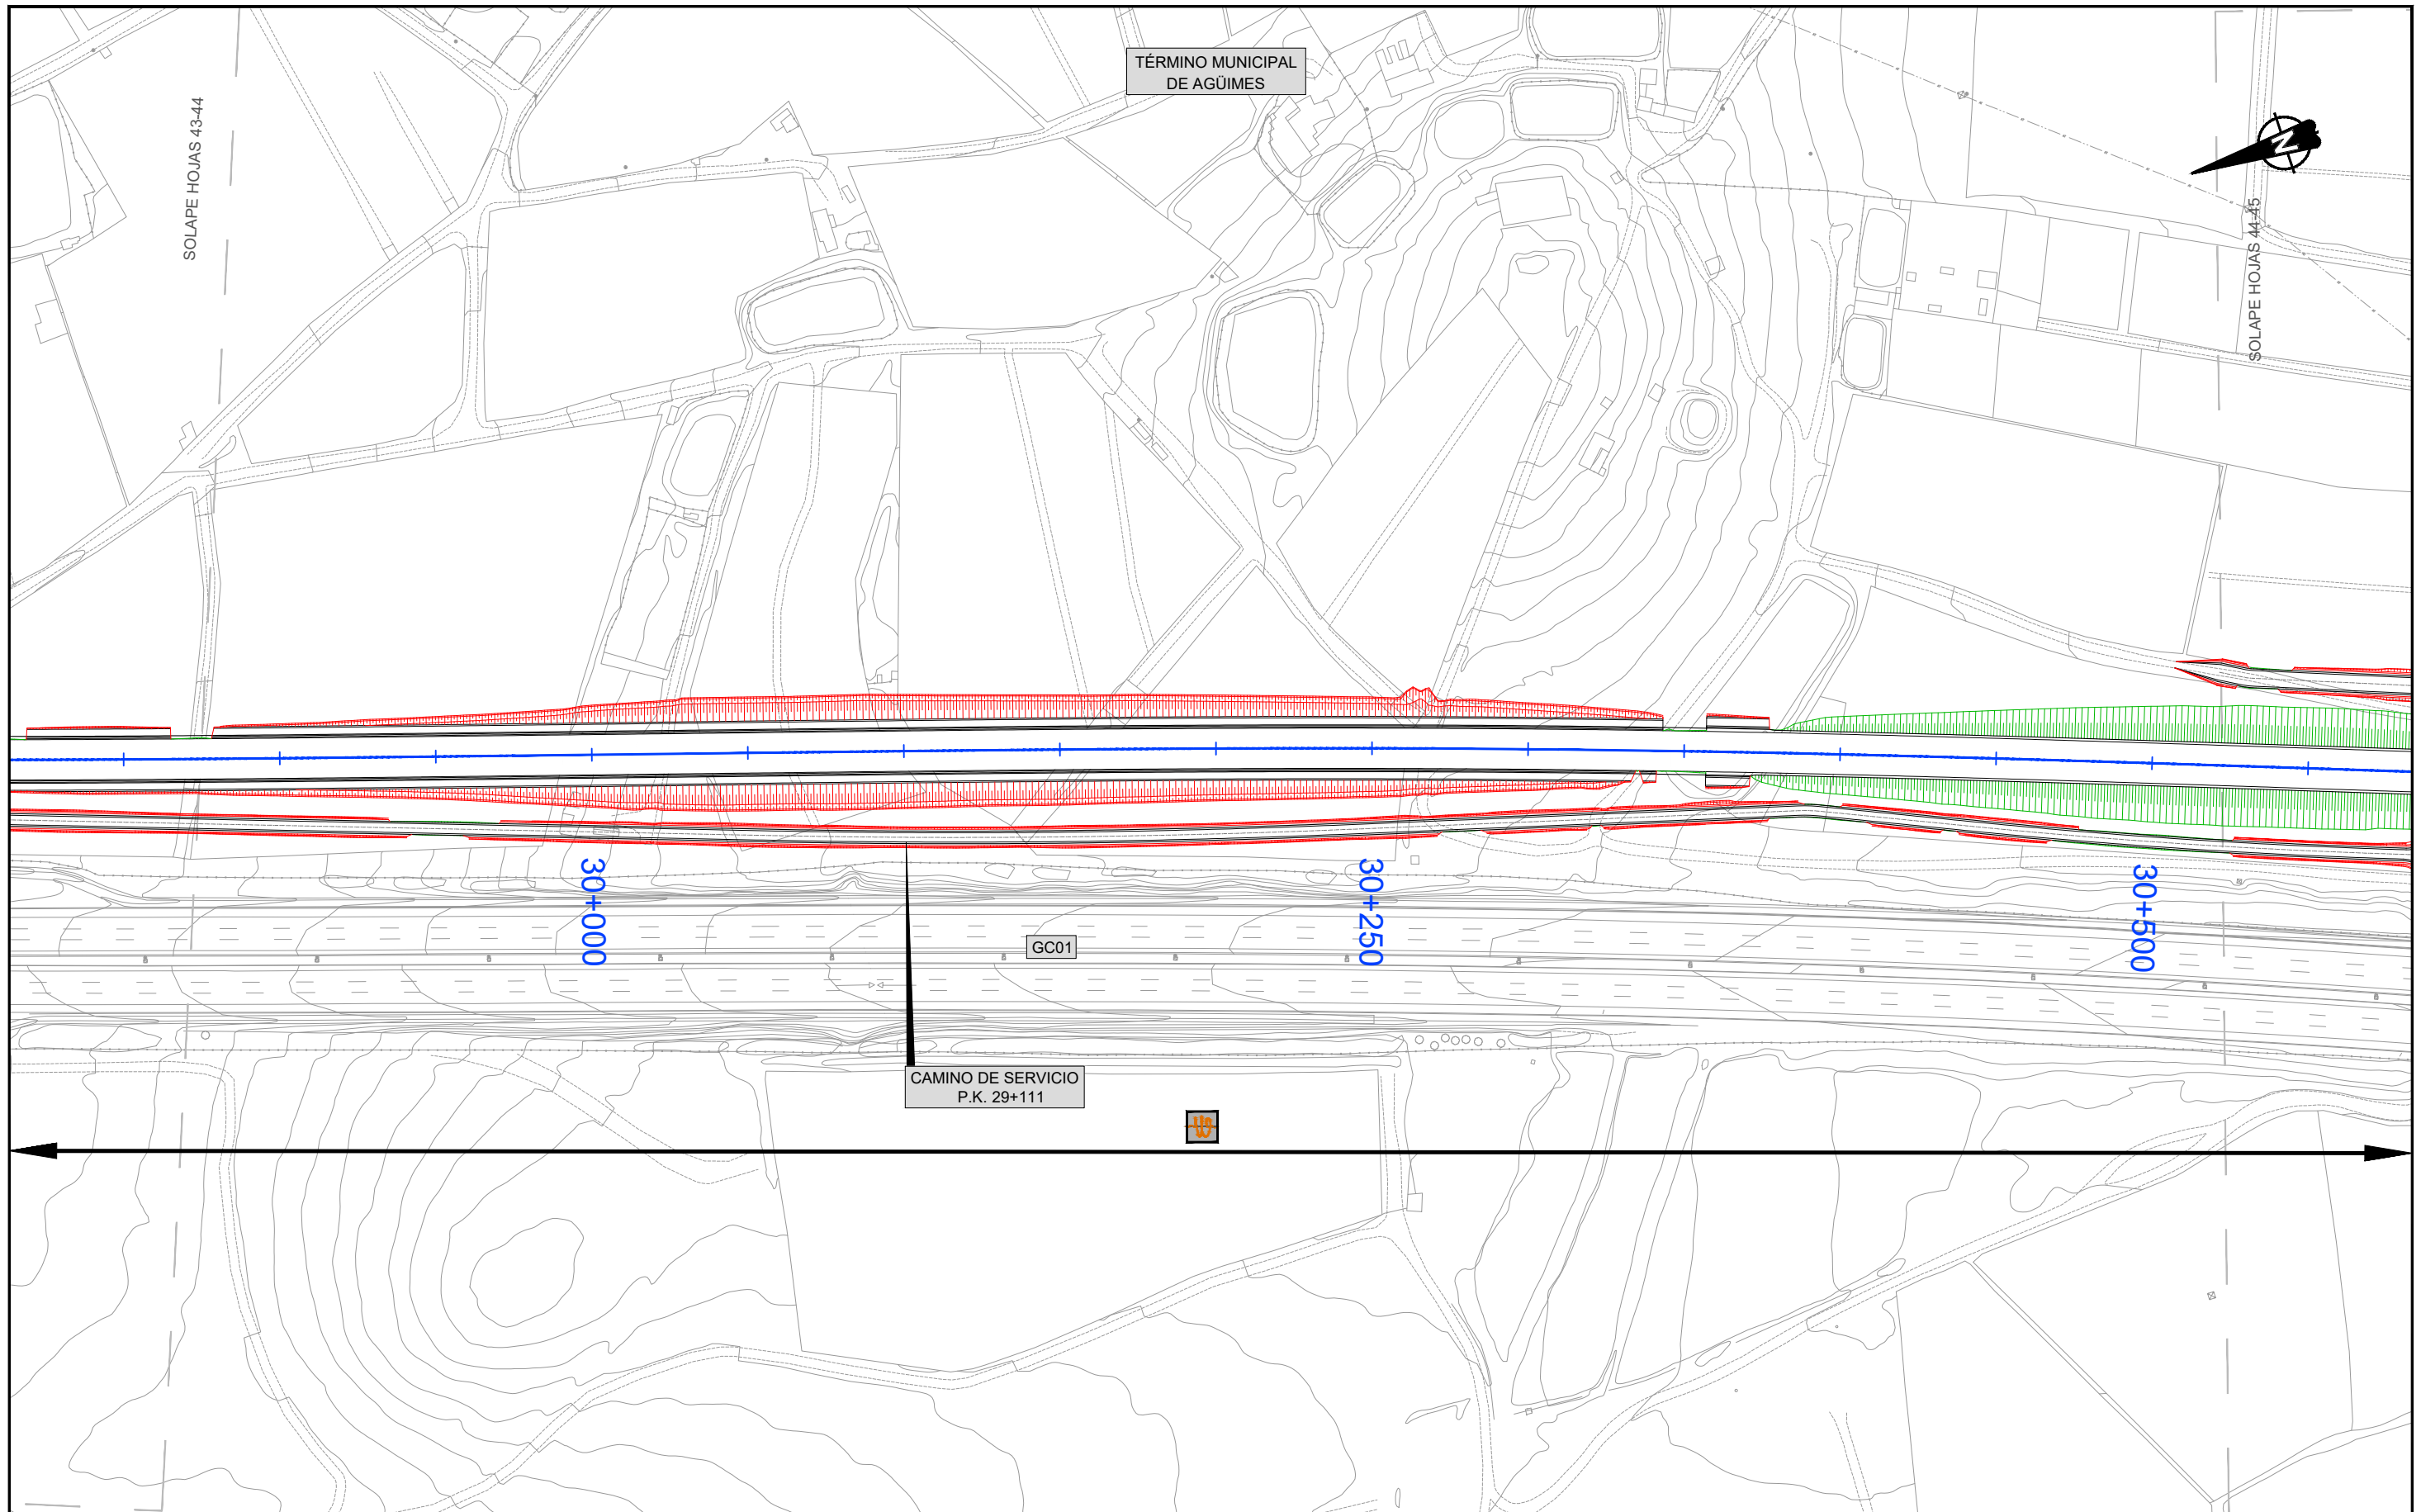 TÉRMINO MUNICIPAL
DE AGÜIMES
SOLAPE HOJAS 43-44
N
SOLAPE HOJAS 44-45
30+000
30+250
30+500
GC01
CAMINO DE SERVICIO
P.K. 29+111